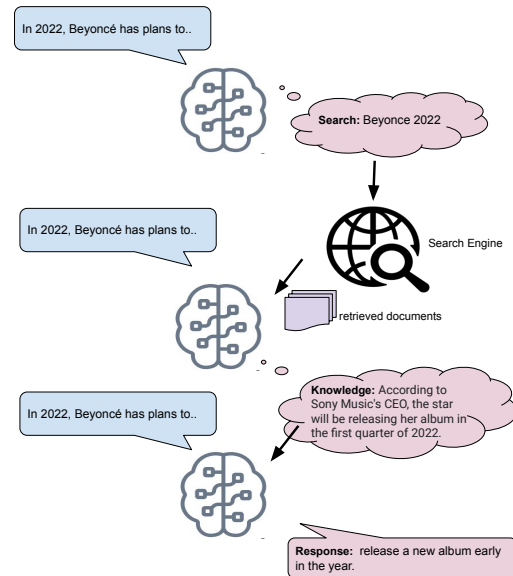 In 2022, Beyoncé has plans to..
Search: Beyonce 2022
In 2022, Beyoncé has plans to..
Search Engine
retrieved documents
Knowledge: According to
Sony Music's CEO, the star
will be releasing her album in
the first quarter of 2022.
In 2022, Beyoncé has plans to..
Response: release a new album early
in the year.